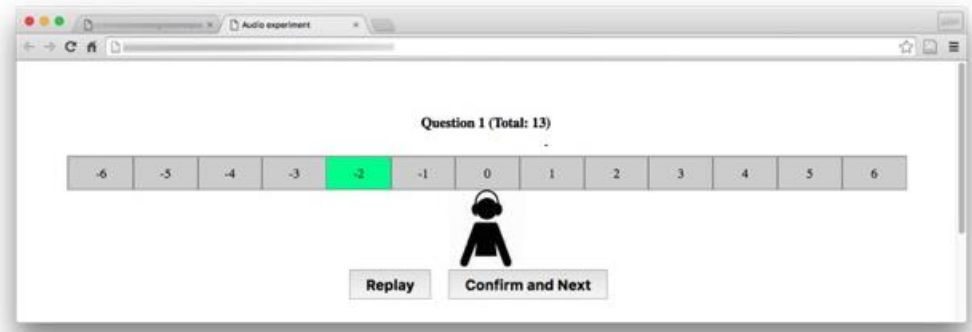 Audio experiment
Question 1 (Total: 13)
-6 -5 -4 -3 -2 -1 0 1 2 3 4 5 6
Replay Confirm and Next